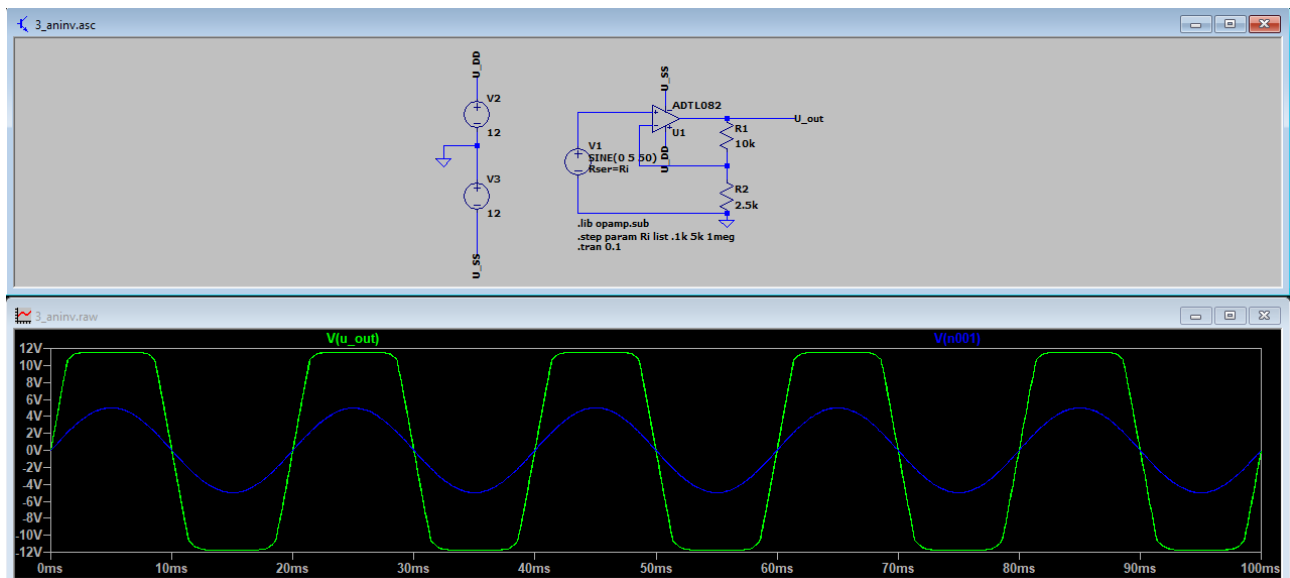 3_aninv.asc
U_DD
V2
12
V3
12
U_SS
U_SS
ADTL082
U1
U_DD
V1
SINE(0 5 50)
Rser=Ri
R1
10k
R2
2.5k
U_out
.lib opamp.sub
.step param Ri list .1k 5k 1meg
.tran 0.1
3_aninv.raw
V(u_out) V(n001)
12V
10V
8V
6V
4V
2V
0V
-2V
-4V
-6V
-8V
-10V
-12V
0ms 10ms 20ms 30ms 40ms 50ms 60ms 70ms 80ms 90ms 100ms